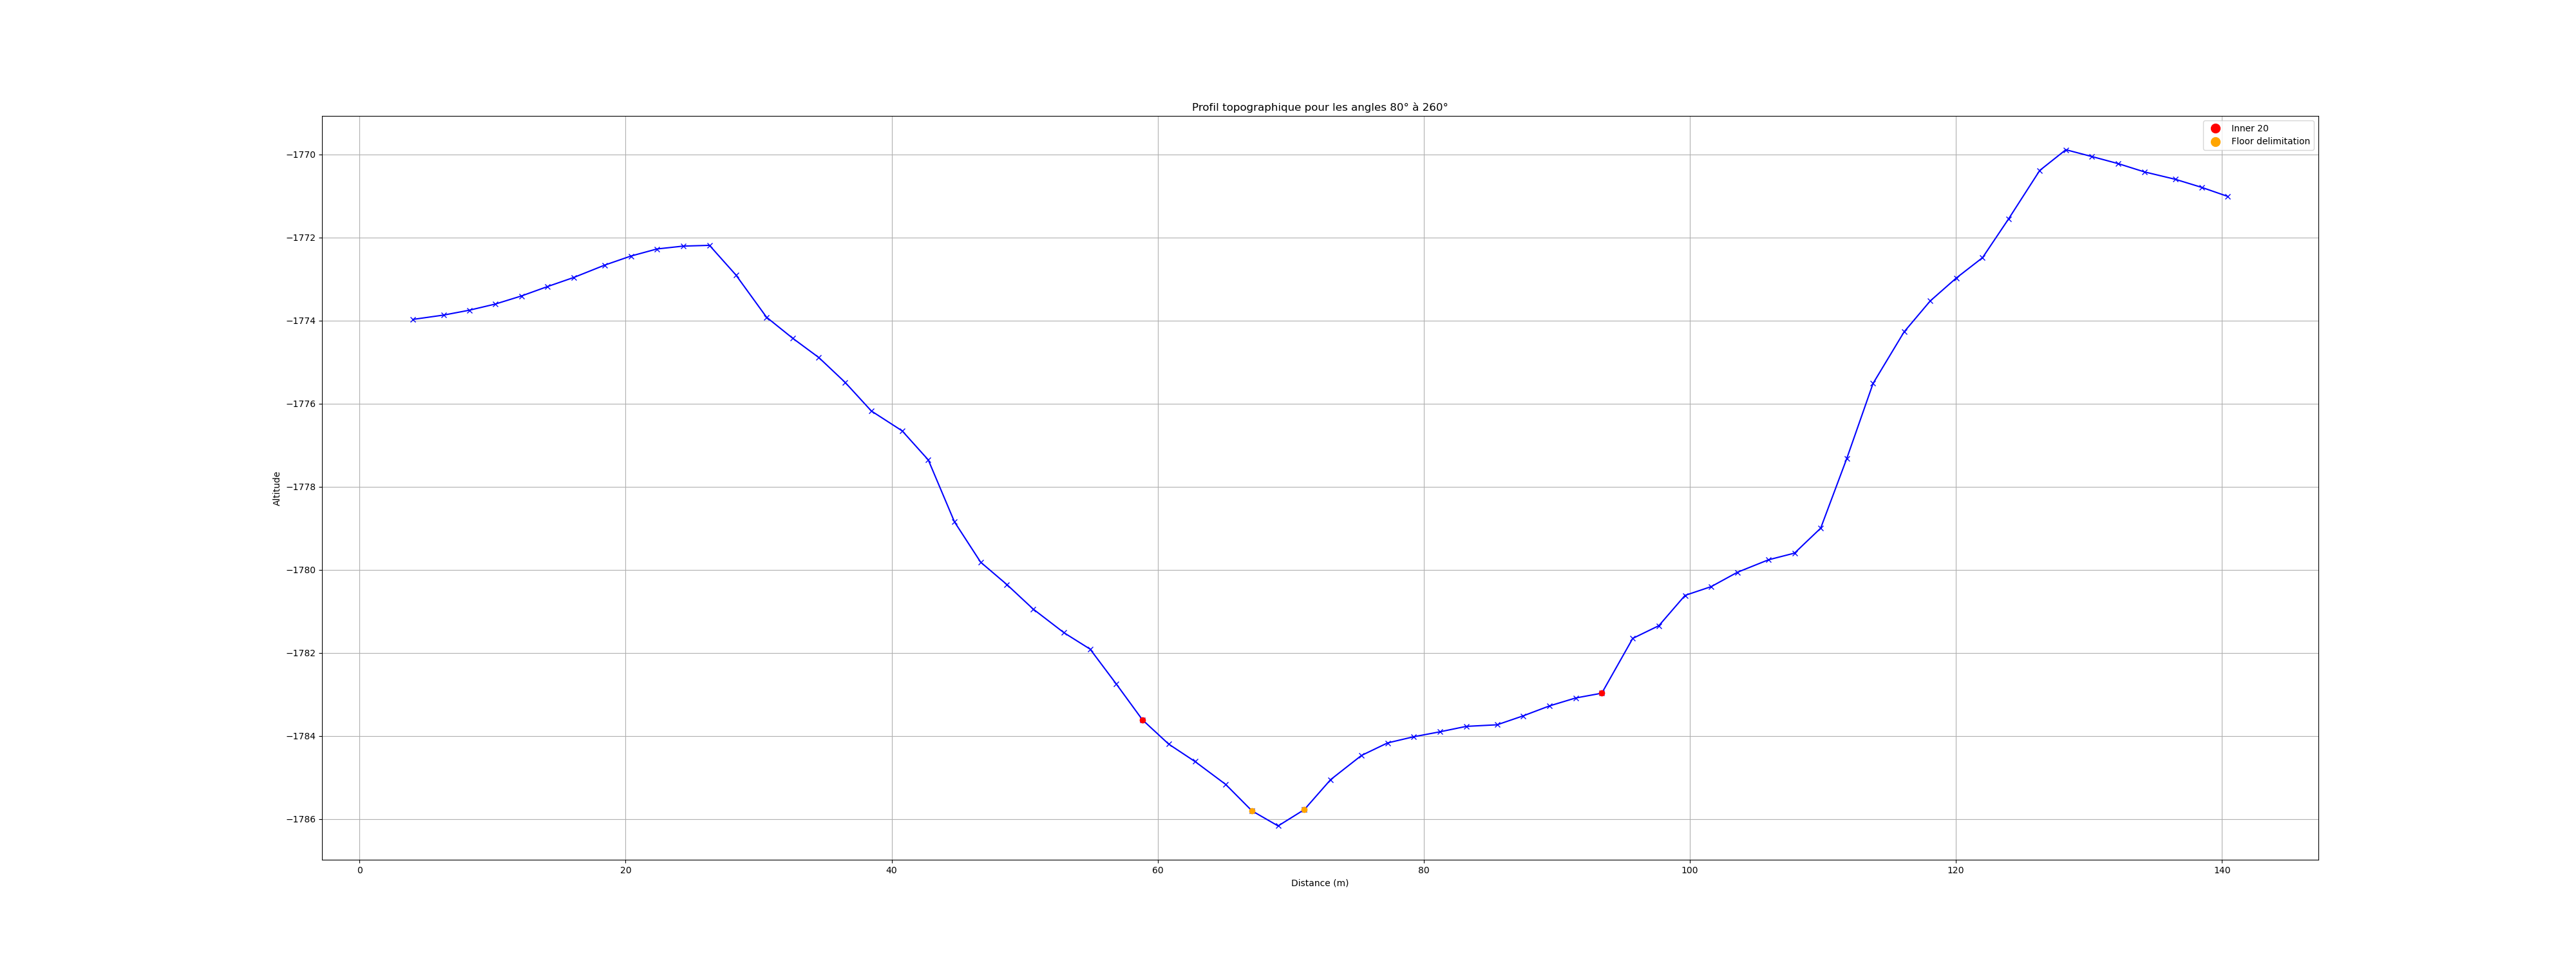 Profil topographique pour les angles 80° à 260°
Inner 20
Floor delimitation
−1770
−1772
−1774
−1776
−1778
−1780
−1782
−1784
−1786
Altitude
0 20 40 60 80 100 120 140
Distance (m)